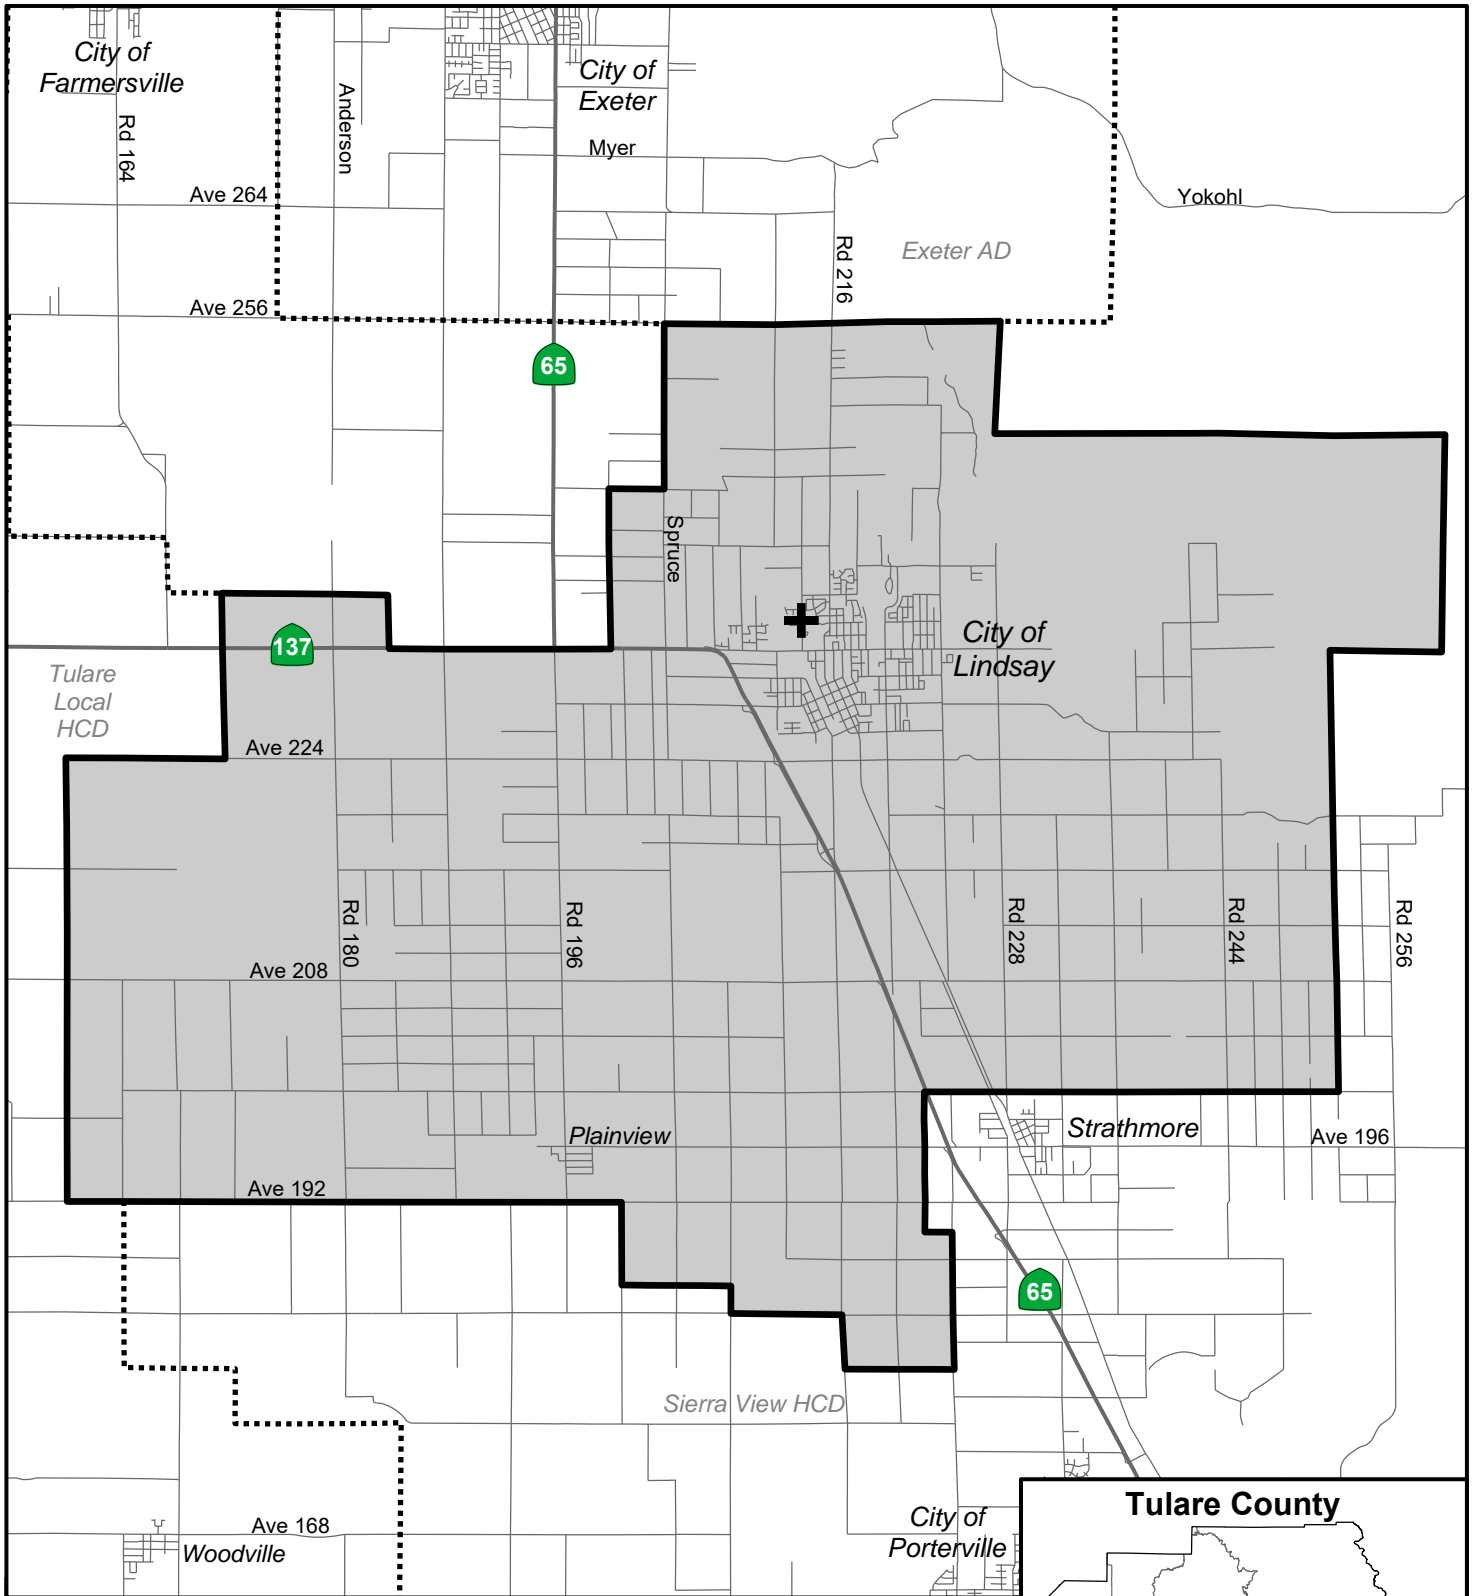 City of
Farmersville
City of
Exeter
Anderson
Rd 164
Myer
Ave 264
Yokohl
Rd 216
Exeter AD
Ave 256
65
Spruce
137
City of
Lindsay
Tulare
Local
HCD
Ave 224
Rd 180
Rd 196
Rd 228
Rd 244
Rd 256
Ave 208
Plainview
Strathmore
Ave 196
Ave 192
65
Sierra View HCD
Tulare County
City of
Porterville
Ave 168
Woodville